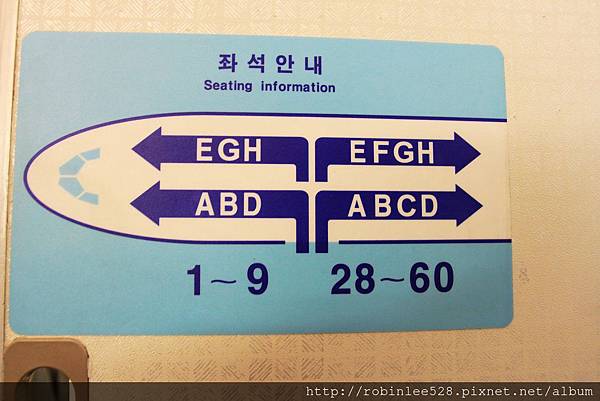 좌석안내
Seating information
EGH EFGH
ABD ABCD
1~9 28~60
http://robinlee528.pixnet.net/album